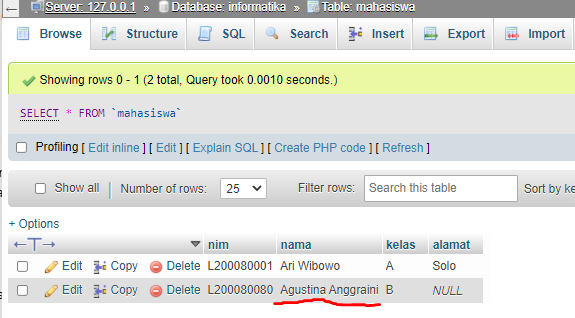 Server: 127.0.0.1 » Database: informatika » Table: mahasiswa
Browse Structure SQL Search Insert Export Import
Showing rows 0 - 1 (2 total, Query took 0.0010 seconds.)
SELECT * FROM `mahasiswa`
Profiling [ Edit inline ] [ Edit ] [ Explain SQL ] [ Create PHP code ] [ Refresh ]
Show all Number of rows: 25 Filter rows: Search this table Sort by ke
+ Options
←T→ nim nama kelas alamat
Edit Copy Delete L200080001 Ari Wibowo A Solo
Edit Copy Delete L200080080 Agustina Anggraini B NULL